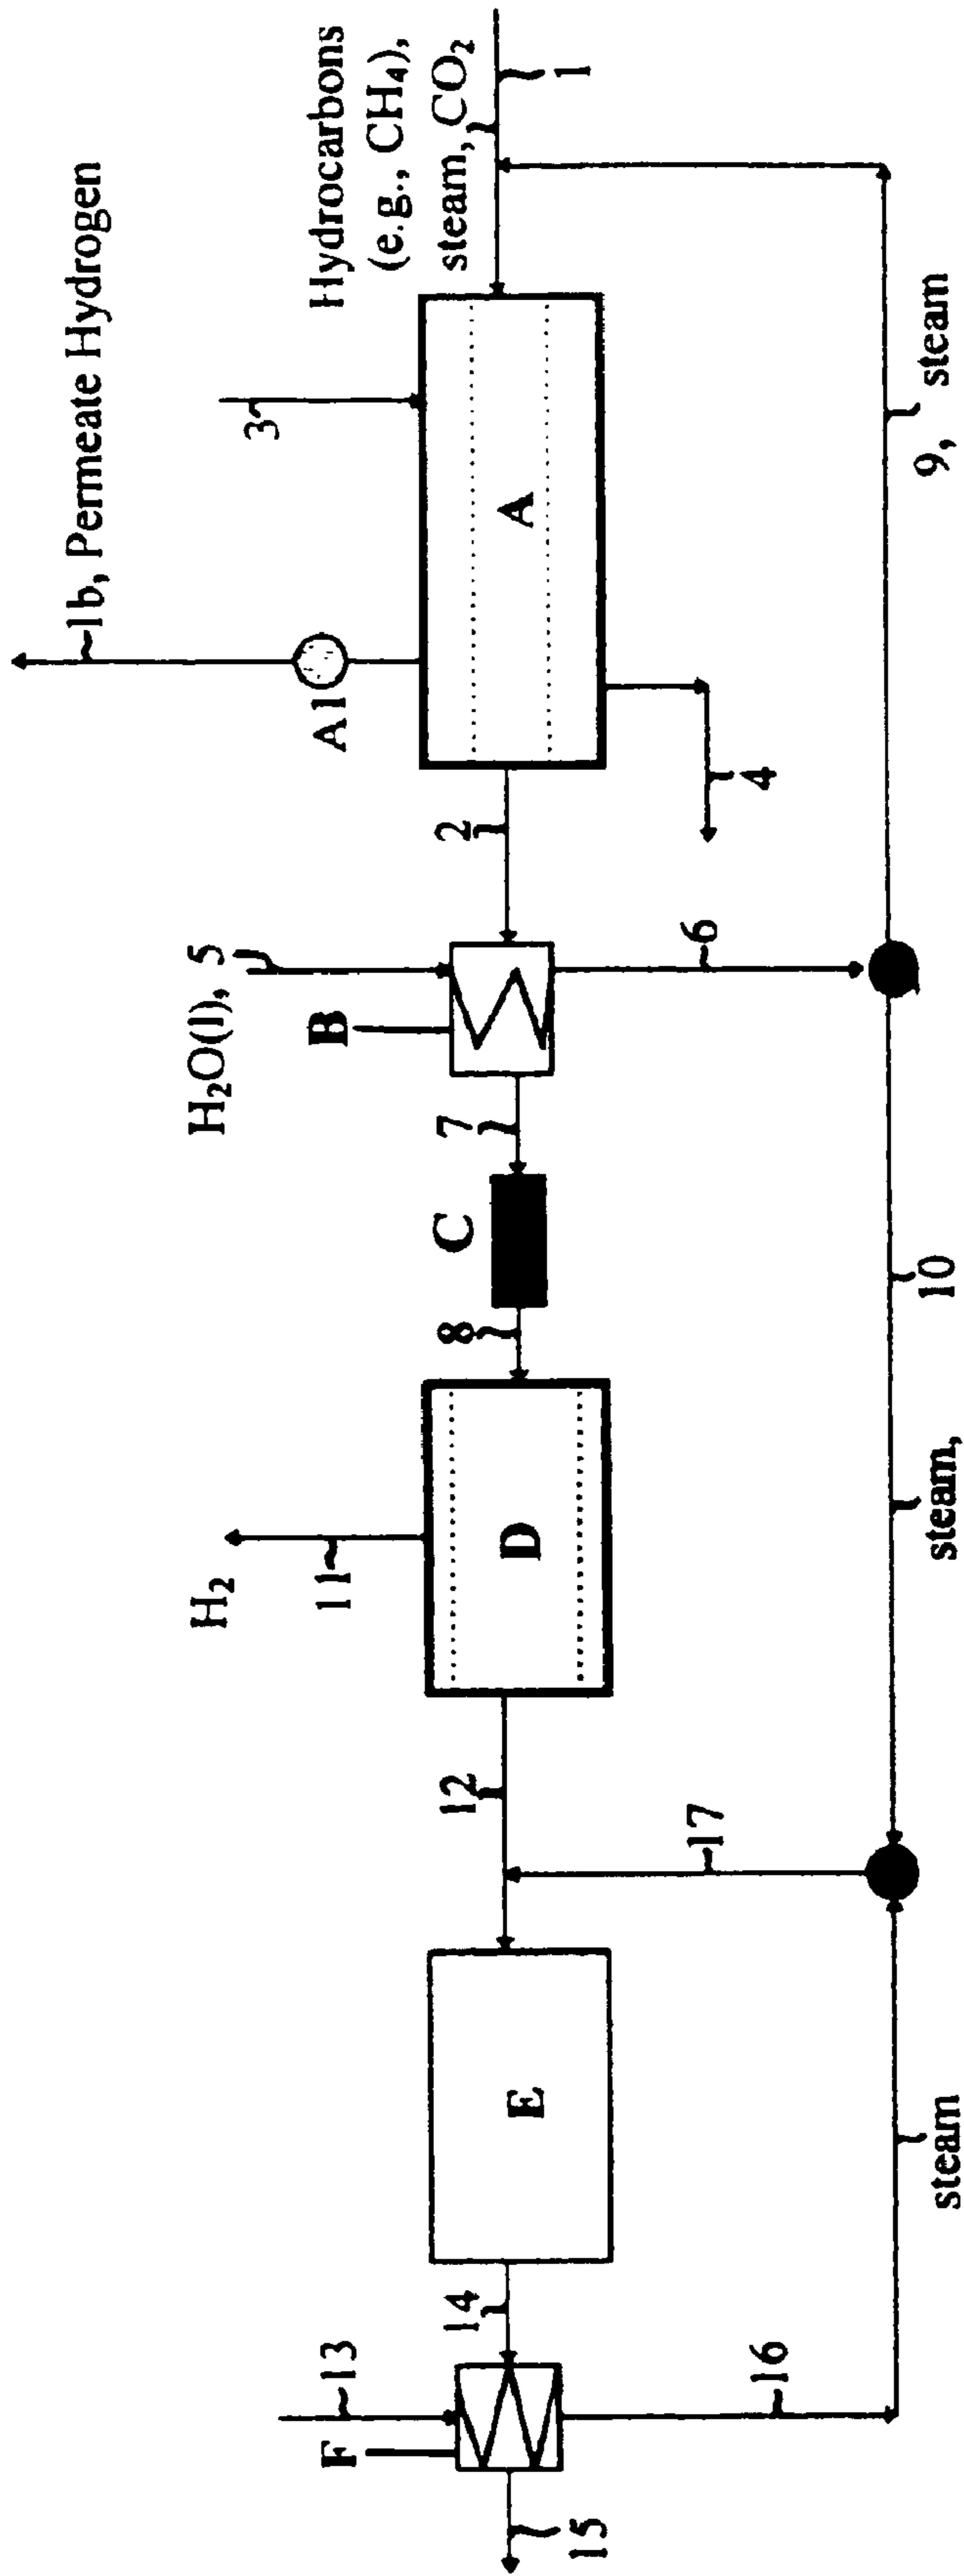 1b, Permeate Hydrogen
Hydrocarbons
(e.g., CH₄),
steam, CO₂
1
3
A1
A
2
4
H₂O(l), 5
B
6
7
C
8
9, steam
H₂
11
D
10
steam,
12
17
E
14
13
F
16
15
steam